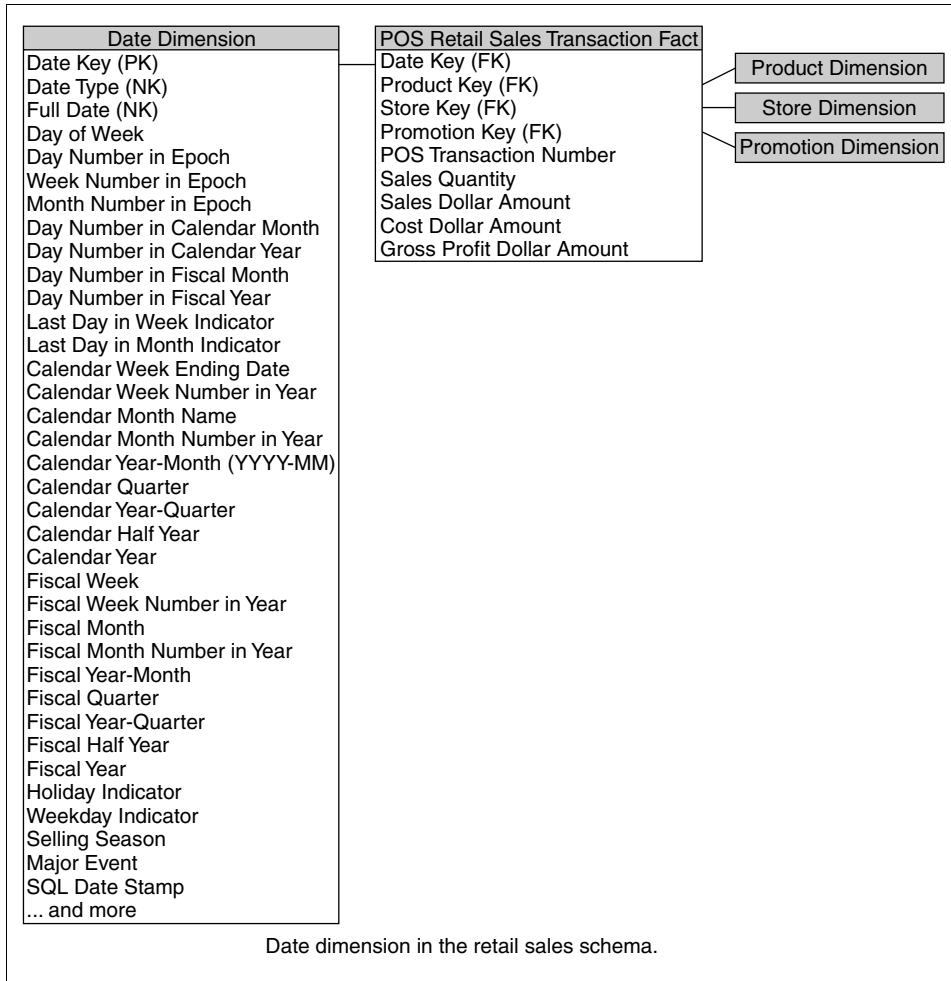 Date Dimension
Date Key (PK)
Date Type (NK)
Full Date (NK)
Day of Week
Day Number in Epoch
Week Number in Epoch
Month Number in Epoch
Day Number in Calendar Month
Day Number in Calendar Year
Day Number in Fiscal Month
Day Number in Fiscal Year
Last Day in Week Indicator
Last Day in Month Indicator
Calendar Week Ending Date
Calendar Week Number in Year
Calendar Month Name
Calendar Month Number in Year
Calendar Year-Month (YYYY-MM)
Calendar Quarter
Calendar Year-Quarter
Calendar Half Year
Calendar Year
Fiscal Week
Fiscal Week Number in Year
Fiscal Month
Fiscal Month Number in Year
Fiscal Year-Month
Fiscal Quarter
Fiscal Year-Quarter
Fiscal Half Year
Fiscal Year
Holiday Indicator
Weekday Indicator
Selling Season
Major Event
SQL Date Stamp
... and more
POS Retail Sales Transaction Fact
Date Key (FK)
Product Key (FK)
Store Key (FK)
Promotion Key (FK)
POS Transaction Number
Sales Quantity
Sales Dollar Amount
Cost Dollar Amount
Gross Profit Dollar Amount
Product Dimension
Store Dimension
Promotion Dimension
Date dimension in the retail sales schema.